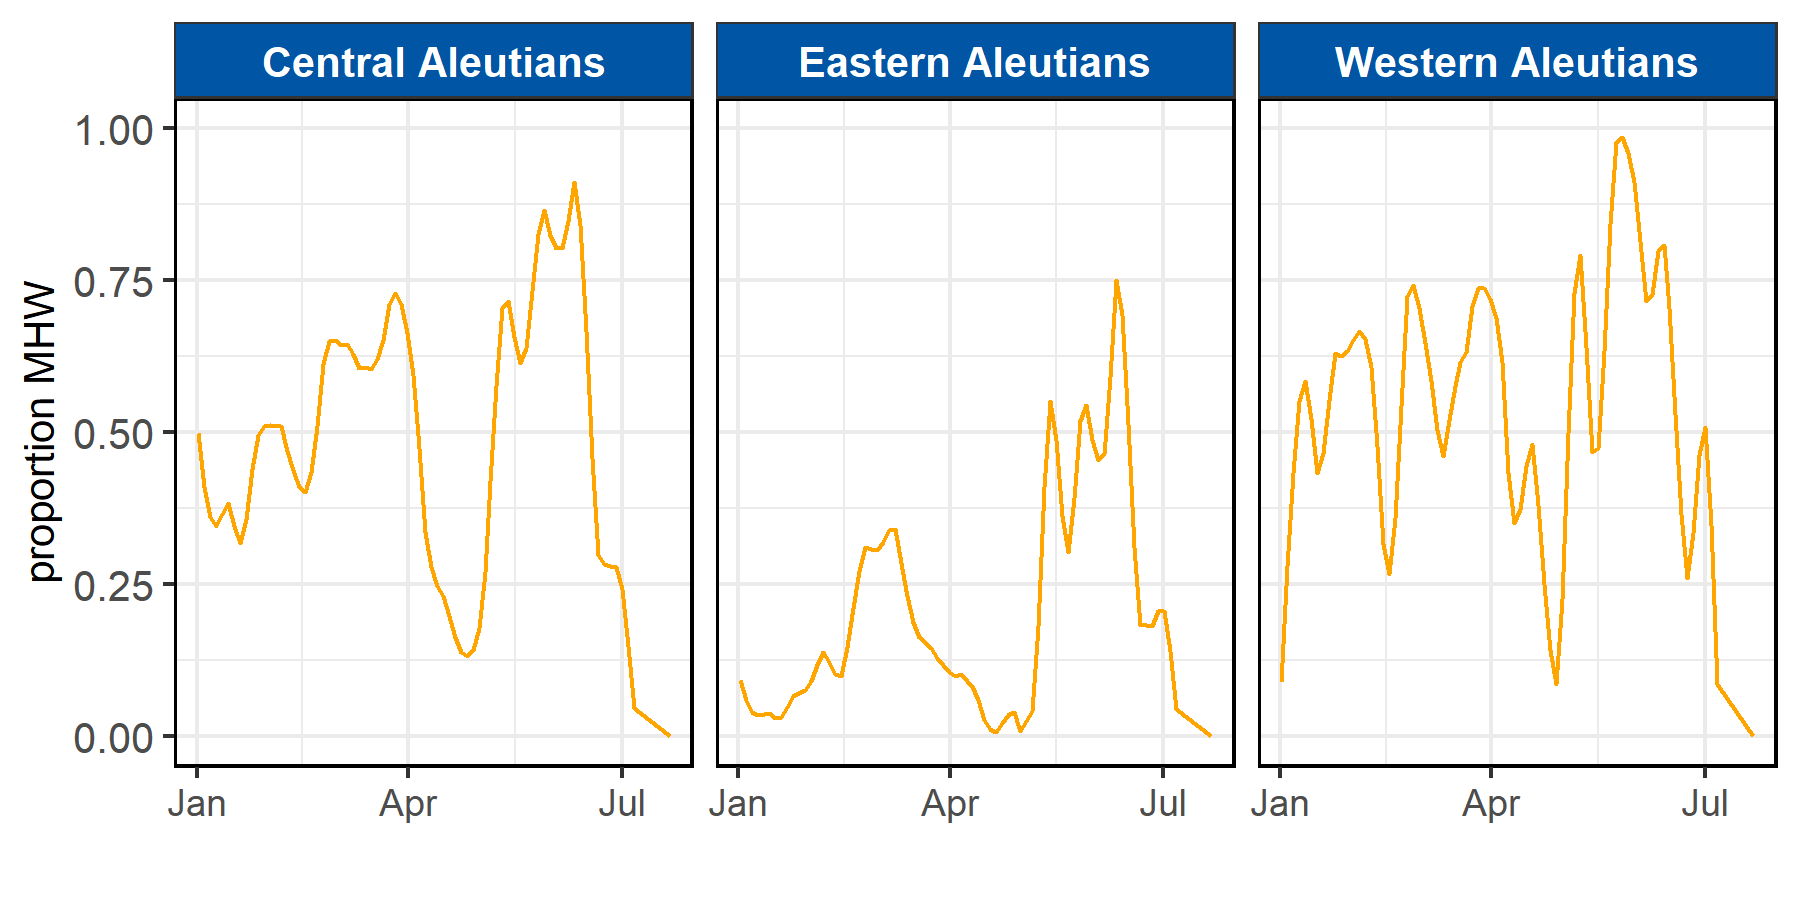 Central Aleutians Eastern Aleutians Western Aleutians
proportion MHW
1.00
0.75
0.50
0.25
0.00
Jan Apr Jul Jan Apr Jul Jan Apr Jul